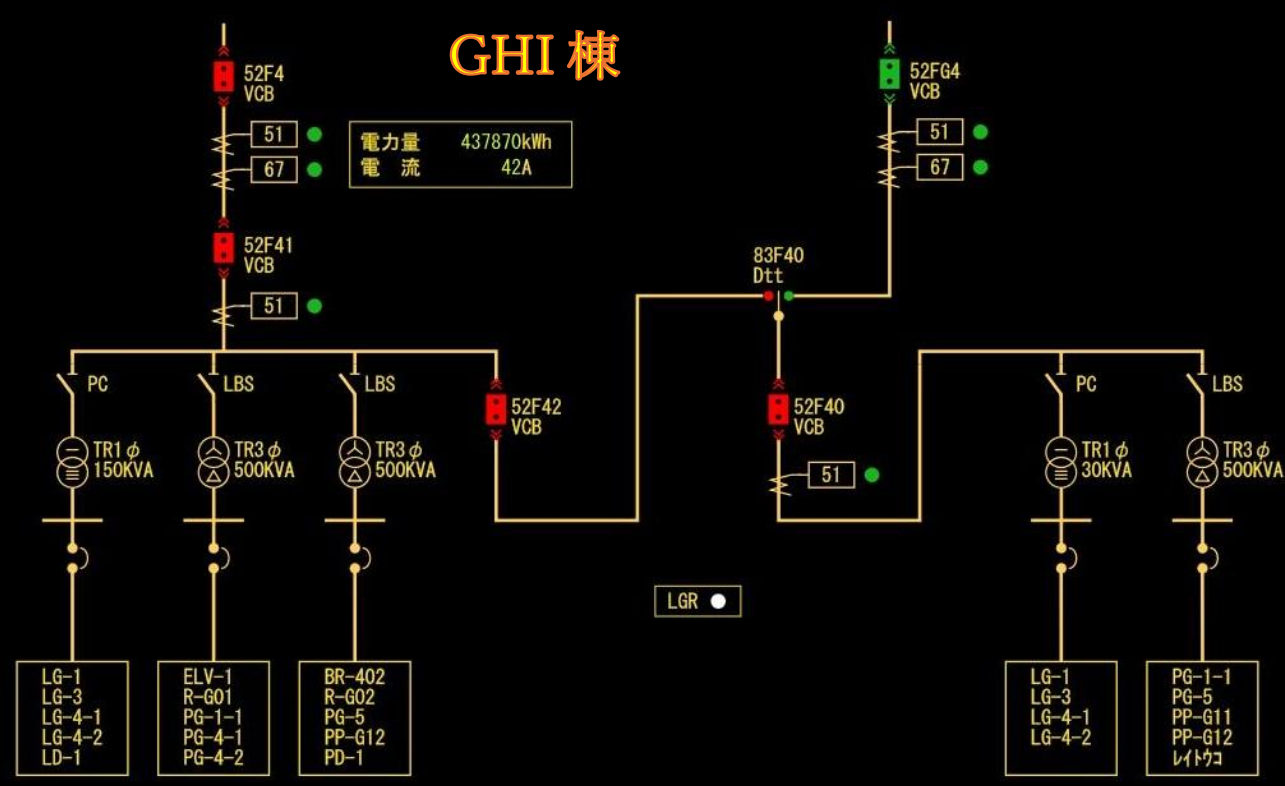 GHI 棟
52F4
VCB
51
67
電力量 437870kWh
電 流 42A
52F41
VCB
51
52FG4
VCB
51
67
83F40
Dtt
PC
LBS
LBS
52F42
VCB
52F40
VCB
51
PC
LBS
TR1φ
150KVA
TR3φ
500KVA
TR3φ
500KVA
TR1φ
30KVA
TR3φ
500KVA
LGR
LG-1
LG-3
LG-4-1
LG-4-2
LD-1
ELV-1
R-G01
PG-1-1
PG-4-1
PG-4-2
BR-402
R-G02
PG-5
PP-G12
PD-1
LG-1
LG-3
LG-4-1
LG-4-2
PG-1-1
PG-5
PP-G11
PP-G12
レイトウコ